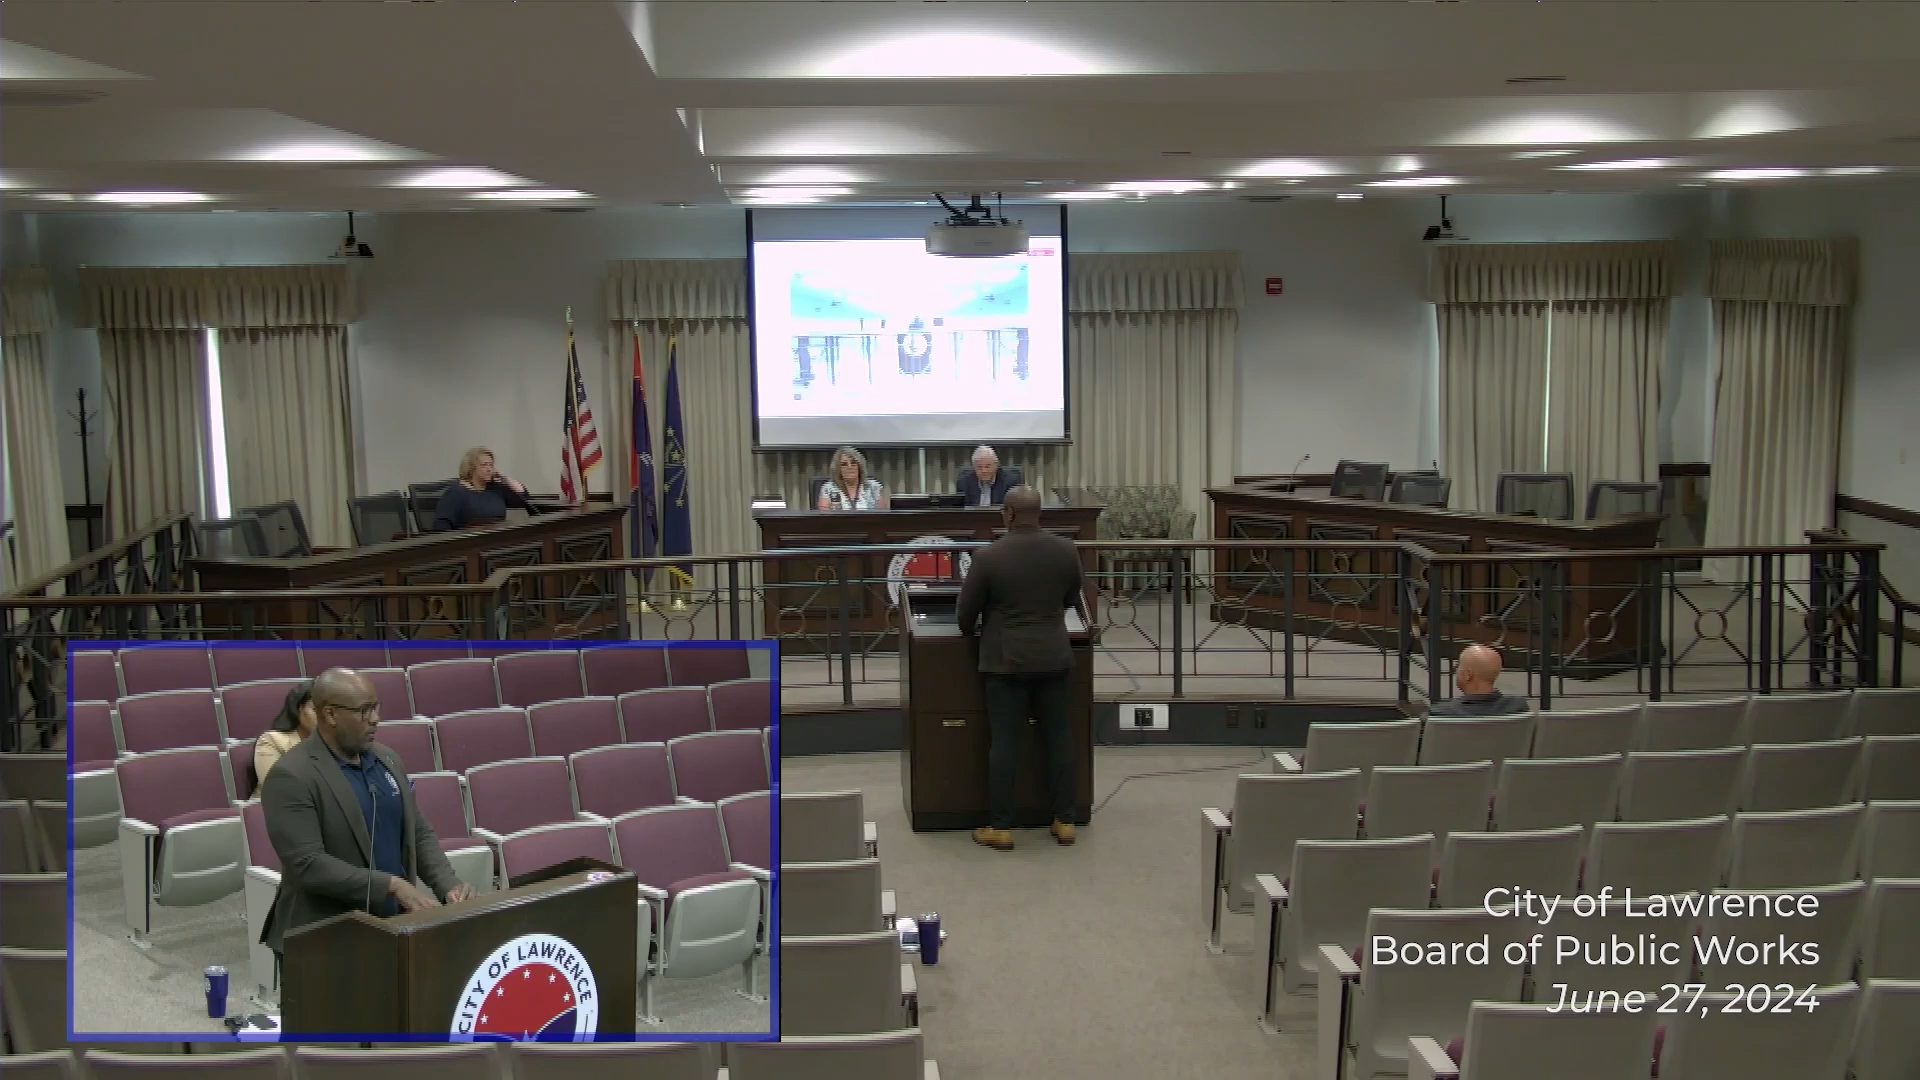 CITY OF LAWRENCE
City of Lawrence
Board of Public Works
June 27, 2024